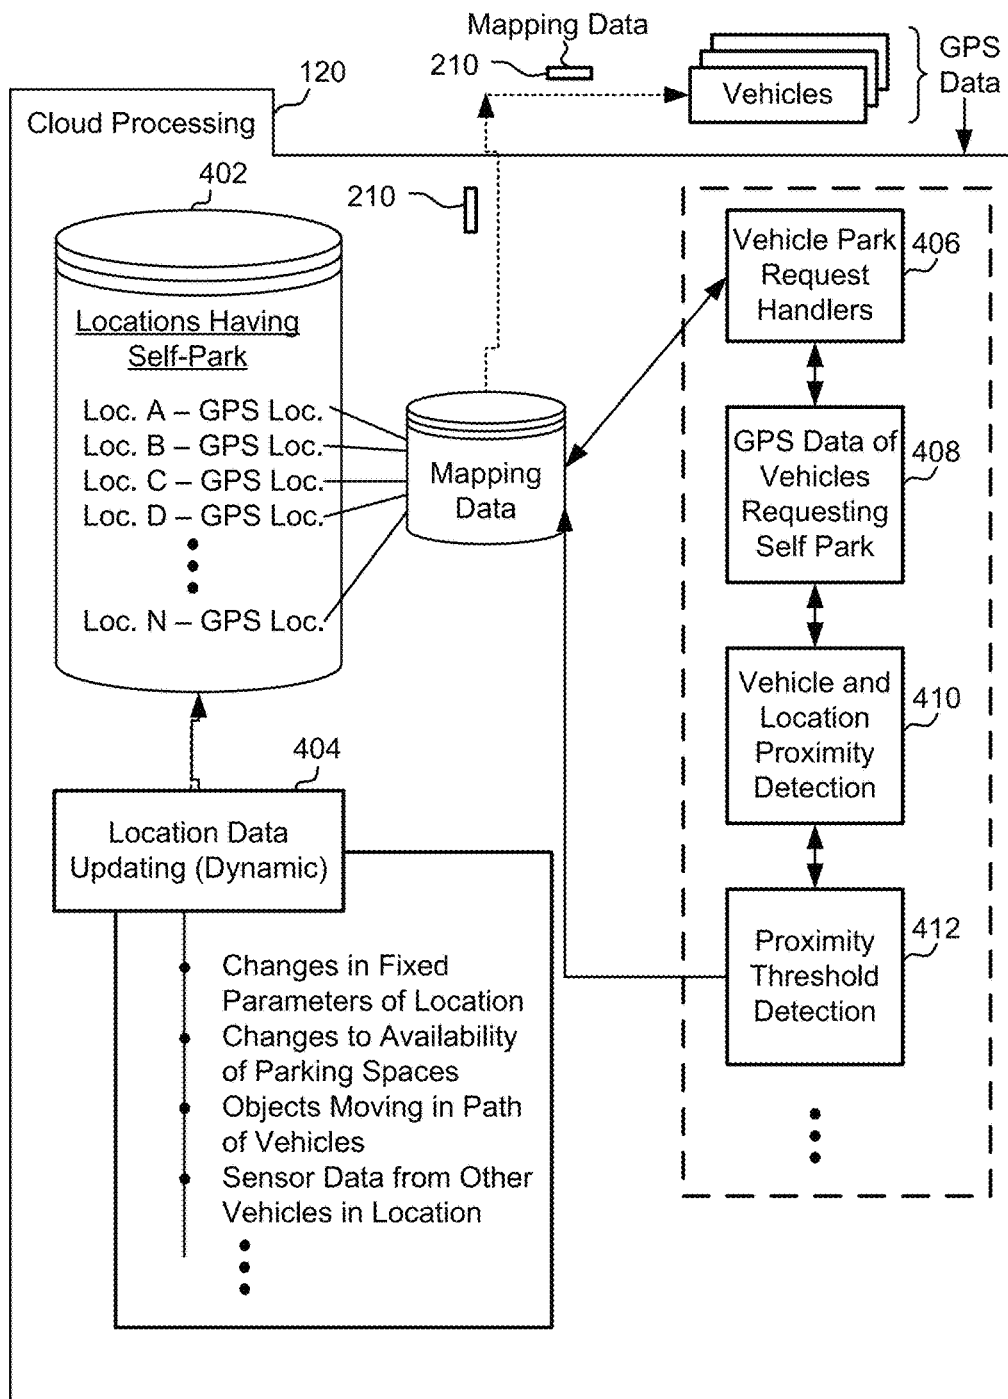 Mapping Data
210
Vehicles
GPS
Data
120
Cloud Processing
402
210
Locations Having
Self-Park
Loc. A – GPS Loc.
Loc. B – GPS Loc.
Loc. C – GPS Loc.
Loc. D – GPS Loc.
Loc. N – GPS Loc.
Mapping
Data
Vehicle Park
Request
Handlers
406
GPS Data of
Vehicles
Requesting
Self Park
408
Vehicle and
Location
Proximity
Detection
410
Proximity
Threshold
Detection
412
404
Location Data
Updating (Dynamic)
Changes in Fixed
Parameters of Location
Changes to Availability
of Parking Spaces
Objects Moving in Path
of Vehicles
Sensor Data from Other
Vehicles in Location